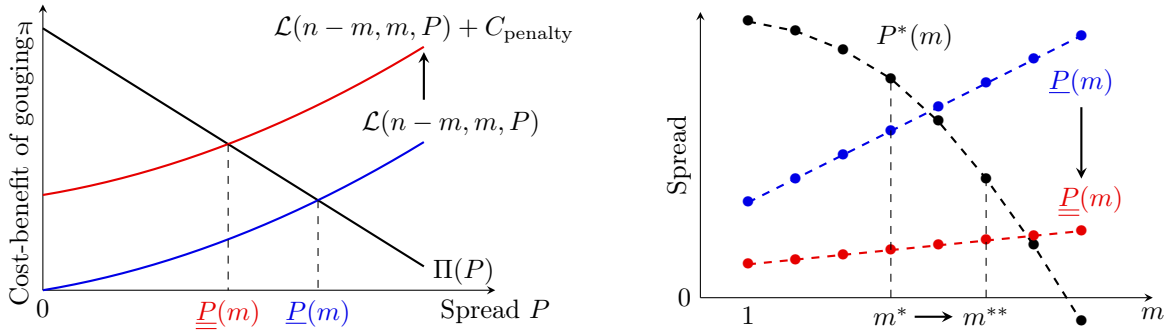 Cost-benefit of gouging
π
ℒ(n − m, m, P) + C_penalty
ℒ(n − m, m, P)
Π(P)
0
P̳(m)
P̲(m)
Spread P
Spread
P*(m)
P̲(m)
P̳(m)
0
1
m* → m**
m